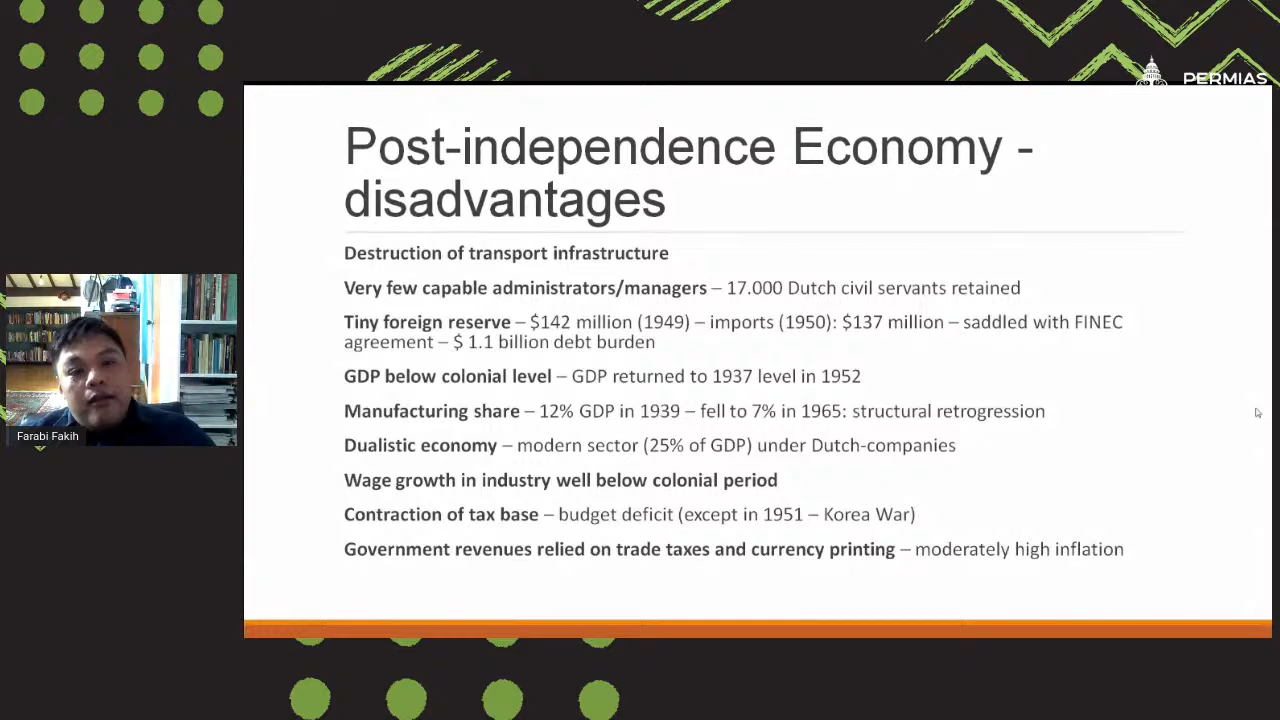 PERMIAS
Post-independence Economy -
disadvantages
Destruction of transport infrastructure
Very few capable administrators/managers – 17.000 Dutch civil servants retained
Tiny foreign reserve – $142 million (1949) – imports (1950): $137 million – saddled with FINEC
agreement – $ 1.1 billion debt burden
GDP below colonial level – GDP returned to 1937 level in 1952
Manufacturing share – 12% GDP in 1939 – fell to 7% in 1965: structural retrogression
Dualistic economy – modern sector (25% of GDP) under Dutch-companies
Wage growth in industry well below colonial period
Contraction of tax base – budget deficit (except in 1951 – Korea War)
Government revenues relied on trade taxes and currency printing – moderately high inflation
Farabi Fakih